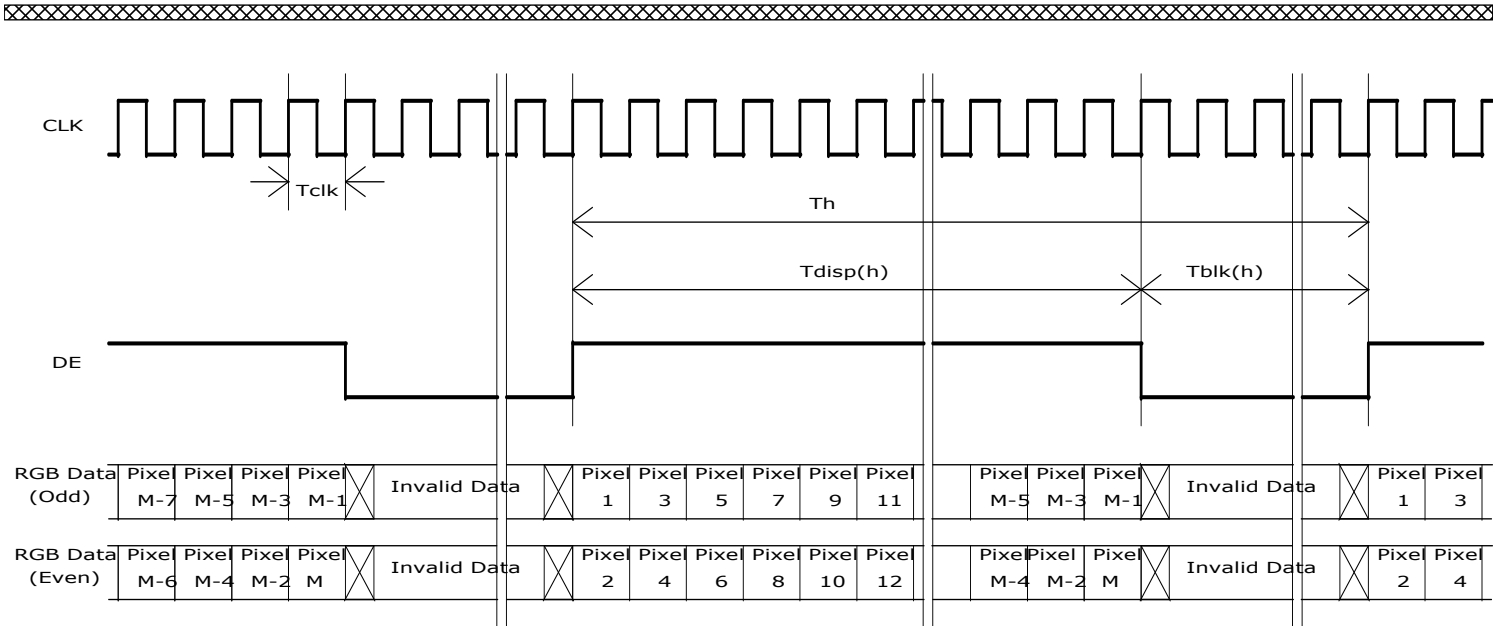 CLK
Tclk
Th
Tdisp(h)
Tblk(h)
DE
RGB Data
(Odd)
Pixel Pixel Pixel Pixel Invalid Data Pixel Pixel Pixel Pixel Pixel Pixel Pixel Pixel Pixel Invalid Data Pixel Pixel
M-7 M-5 M-3 M-1 1 3 5 7 9 11 M-5 M-3 M-1 1 3
RGB Data
(Even)
Pixel Pixel Pixel Pixel Invalid Data Pixel Pixel Pixel Pixel Pixel Pixel Pixel Pixel Pixel Invalid Data Pixel Pixel
M-6 M-4 M-2 M 2 4 6 8 10 12 M-4 M-2 M 2 4